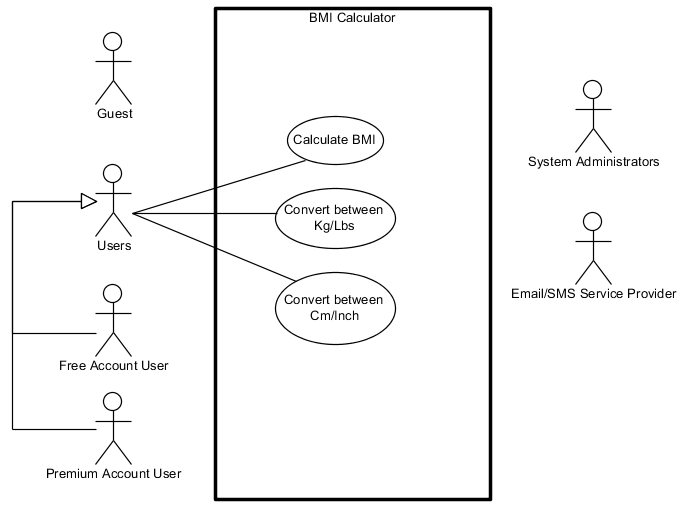 BMI Calculator
Guest
Calculate BMI
System Administrators
Convert between
Kg/Lbs
Users
Email/SMS Service Provider
Convert between
Cm/Inch
Free Account User
Premium Account User